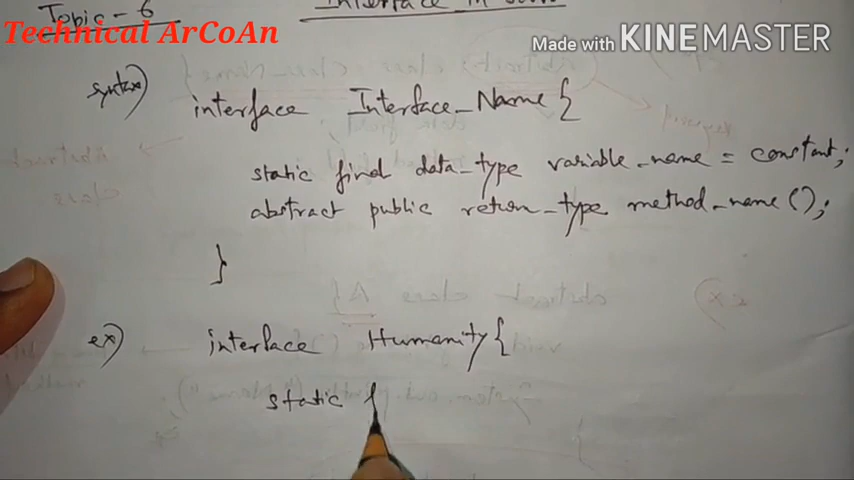 Topic - 6 Interface in
Technical ArCoAn
Made with KINEMASTER
syntax) interface Interface_Name {
static final data_type variable_name = constant;
abstract public return_type method_name();
}
ex) interface Humanity {
static f